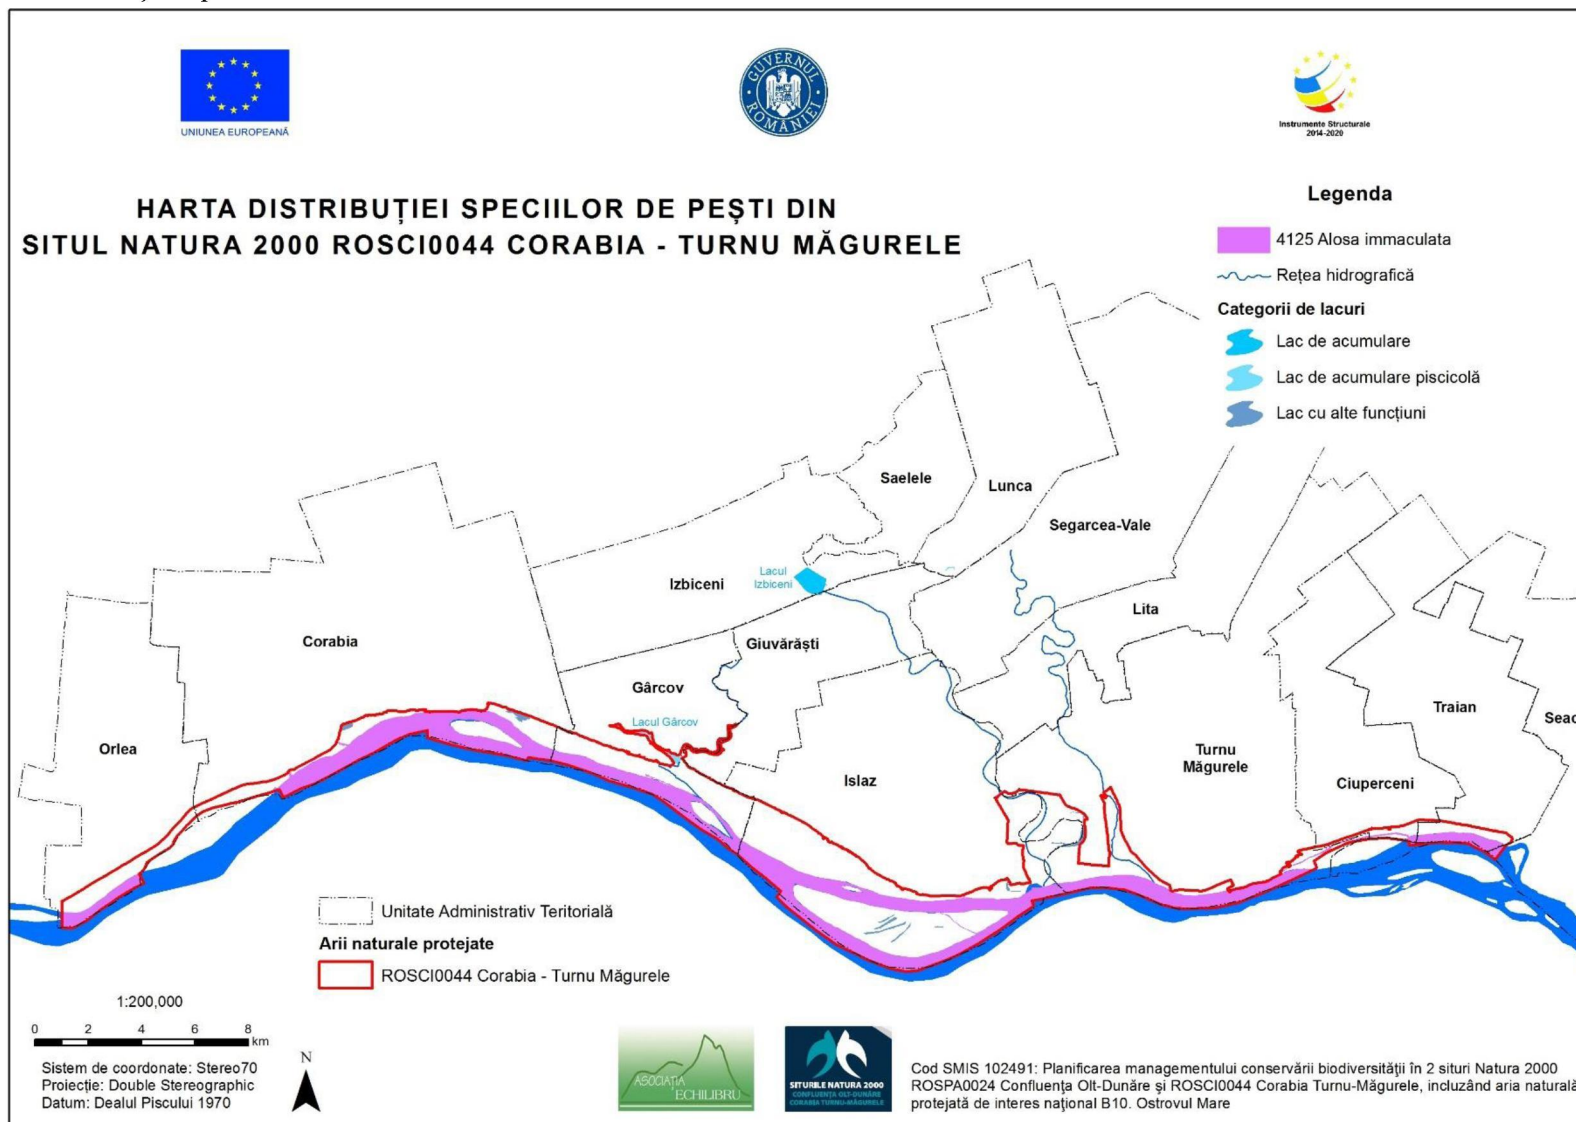 UNIUNEA EUROPEANĂ
GUVERNUL ROMÂNIEI
Instrumente Structurale
2014-2020
HARTA DISTRIBUȚIEI SPECIILOR DE PEȘTI DIN
SITUL NATURA 2000 ROSCI0044 CORABIA - TURNU MĂGURELE
Legenda
4125 Alosa immaculata
Rețea hidrografică
Categorii de lacuri
Lac de acumulare
Lac de acumulare piscicolă
Lac cu alte funcțiuni
Saelele
Lunca
Segarcea-Vale
Izbiceni
Lacul
Izbiceni
Lita
Corabia
Giuvărăști
Gârcov
Lacul Gârcov
Orlea
Islaz
Turnu
Măgurele
Traian
Seac
Ciuperceni
Unitate Administrativ Teritorială
Arii naturale protejate
ROSCI0044 Corabia - Turnu Măgurele
1:200,000
0 2 4 6 8
km
Sistem de coordonate: Stereo70
Proiecție: Double Stereographic
Datum: Dealul Piscului 1970
N
ASOCIAȚIA
ECHILIBRU
SITURILE NATURA 2000
CONFLUENȚA OLT-DUNĂRE
CORABIA TURNU-MĂGURELE
Cod SMIS 102491: Planificarea managementului conservării biodiversității în 2 situri Natura 2000
ROSPA0024 Confluența Olt-Dunăre și ROSCI0044 Corabia Turnu-Măgurele, incluzând aria naturală
protejată de interes național B10. Ostrovul Mare